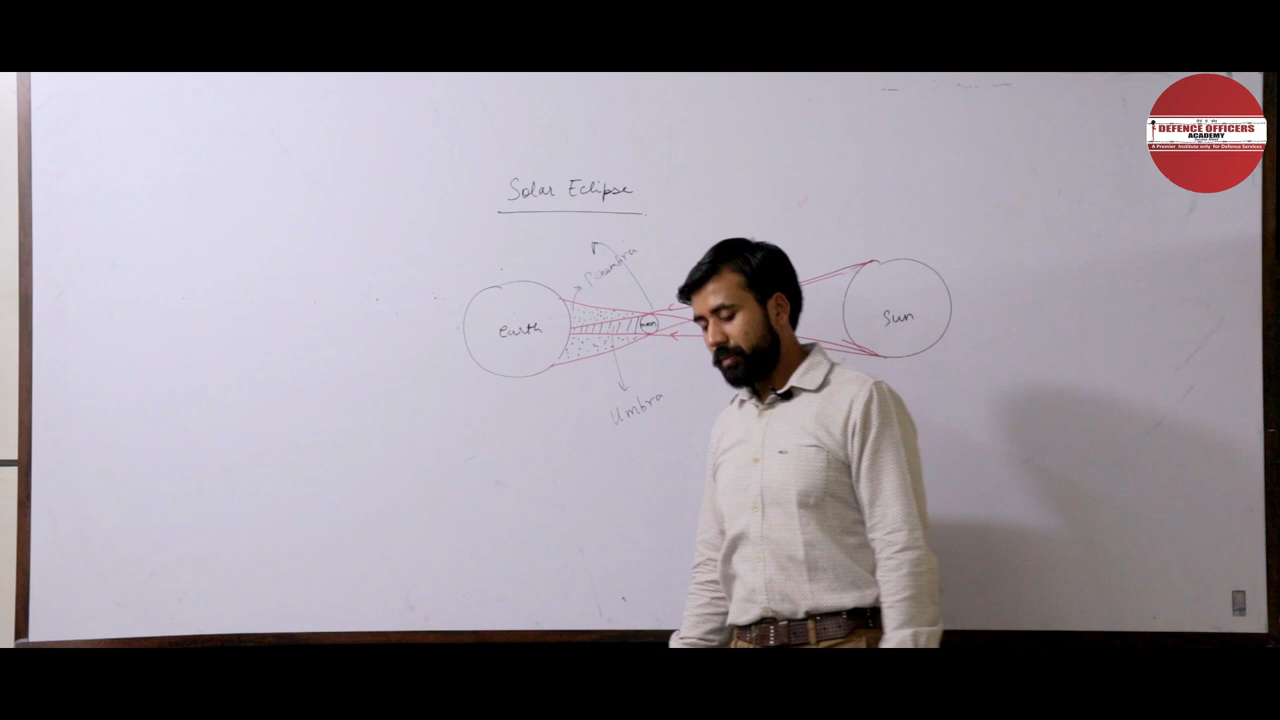 DEFENCE OFFICERS
ACADEMY
A Premier Institute only for Defence Services
Solar Eclipse
Penumbra
Earth
Moon
Sun
Umbra